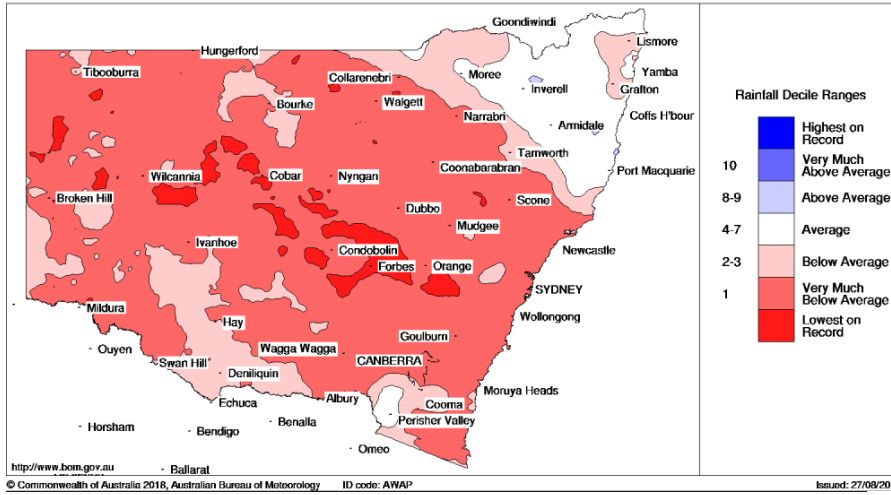 Goondiwindi
Lismore
Hungerford
Tibooburra
Collarenebri
Moree
Yamba
Inverell
Grafton
Bourke
Walgett
Narrabri
Coffs H'bour
Armidale
Tamworth
Coonabarabran
Port Macquarie
Wilcannia
Cobar
Nyngan
Broken Hill
Scone
Dubbo
Mudgee
Ivanhoe
Condobolin
Newcastle
Forbes
Orange
SYDNEY
Mildura
Wollongong
Hay
Goulburn
Ouyen
Wagga Wagga
CANBERRA
Swan Hill
Deniliquin
Moruya Heads
Echuca
Albury
Cooma
Horsham
Bendigo
Benalla
Perisher Valley
Omeo
Ballarat
http://www.bom.gov.au
Rainfall Decile Ranges
Highest on
Record
10 Very Much
Above Average
8-9 Above Average
4-7 Average
2-3 Below Average
1 Very Much
Below Average
Lowest on
Record
© Commonwealth of Australia 2018, Australian Bureau of Meteorology ID code: AWAP Issued: 27/08/20